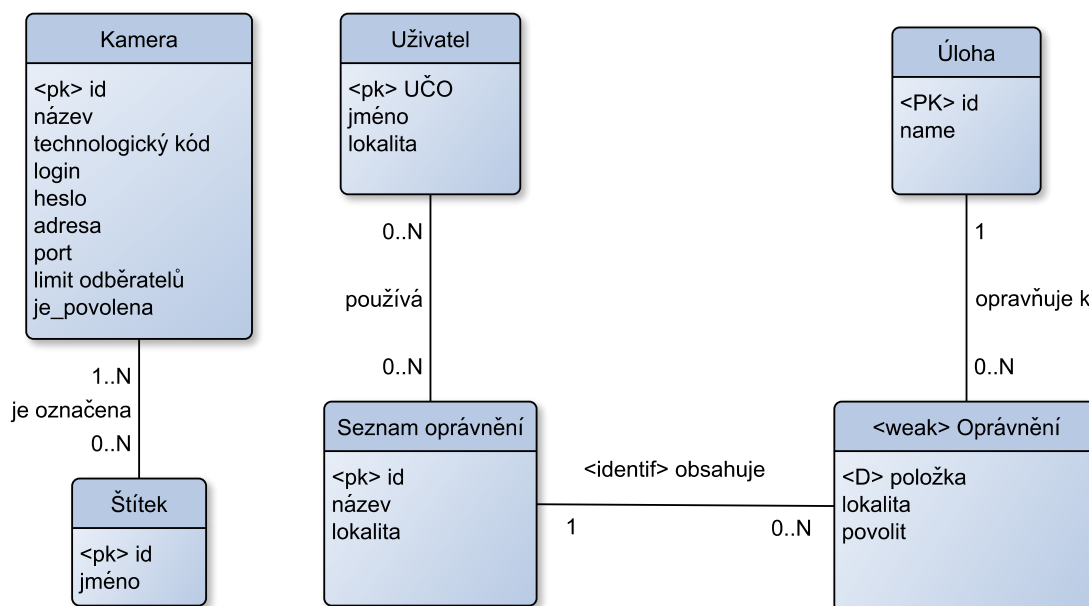 Kamera
<pk> id
název
technologický kód
login
heslo
adresa
port
limit odběratelů
je_povolena
1..N
je označena
0..N
Štítek
<pk> id
jméno
Uživatel
<pk> UČO
jméno
lokalita
0..N
používá
0..N
Seznam oprávnění
<pk> id
název
lokalita
<identif> obsahuje
1
0..N
Úloha
<PK> id
name
1
opravňuje k
0..N
<weak> Oprávnění
<D> položka
lokalita
povolit